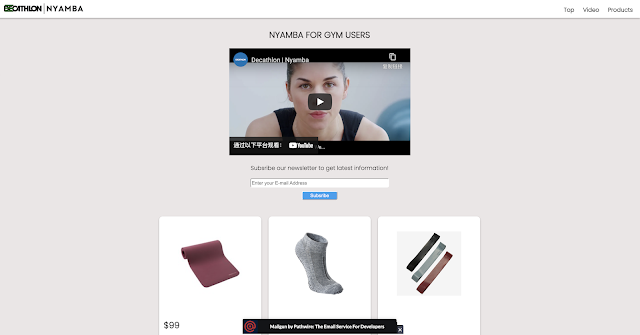 DECATHLON | NYAMBA
Top Video Products
NYAMBA FOR GYM USERS
Decathlon | Nyamba
复制链接
通过以下平台观看： YouTube
Subsribe our newsletter to get latest information!
Enter your E-mail Address
Subsribe
$99
Mailgun by Pathwire: The Email Service For Developers